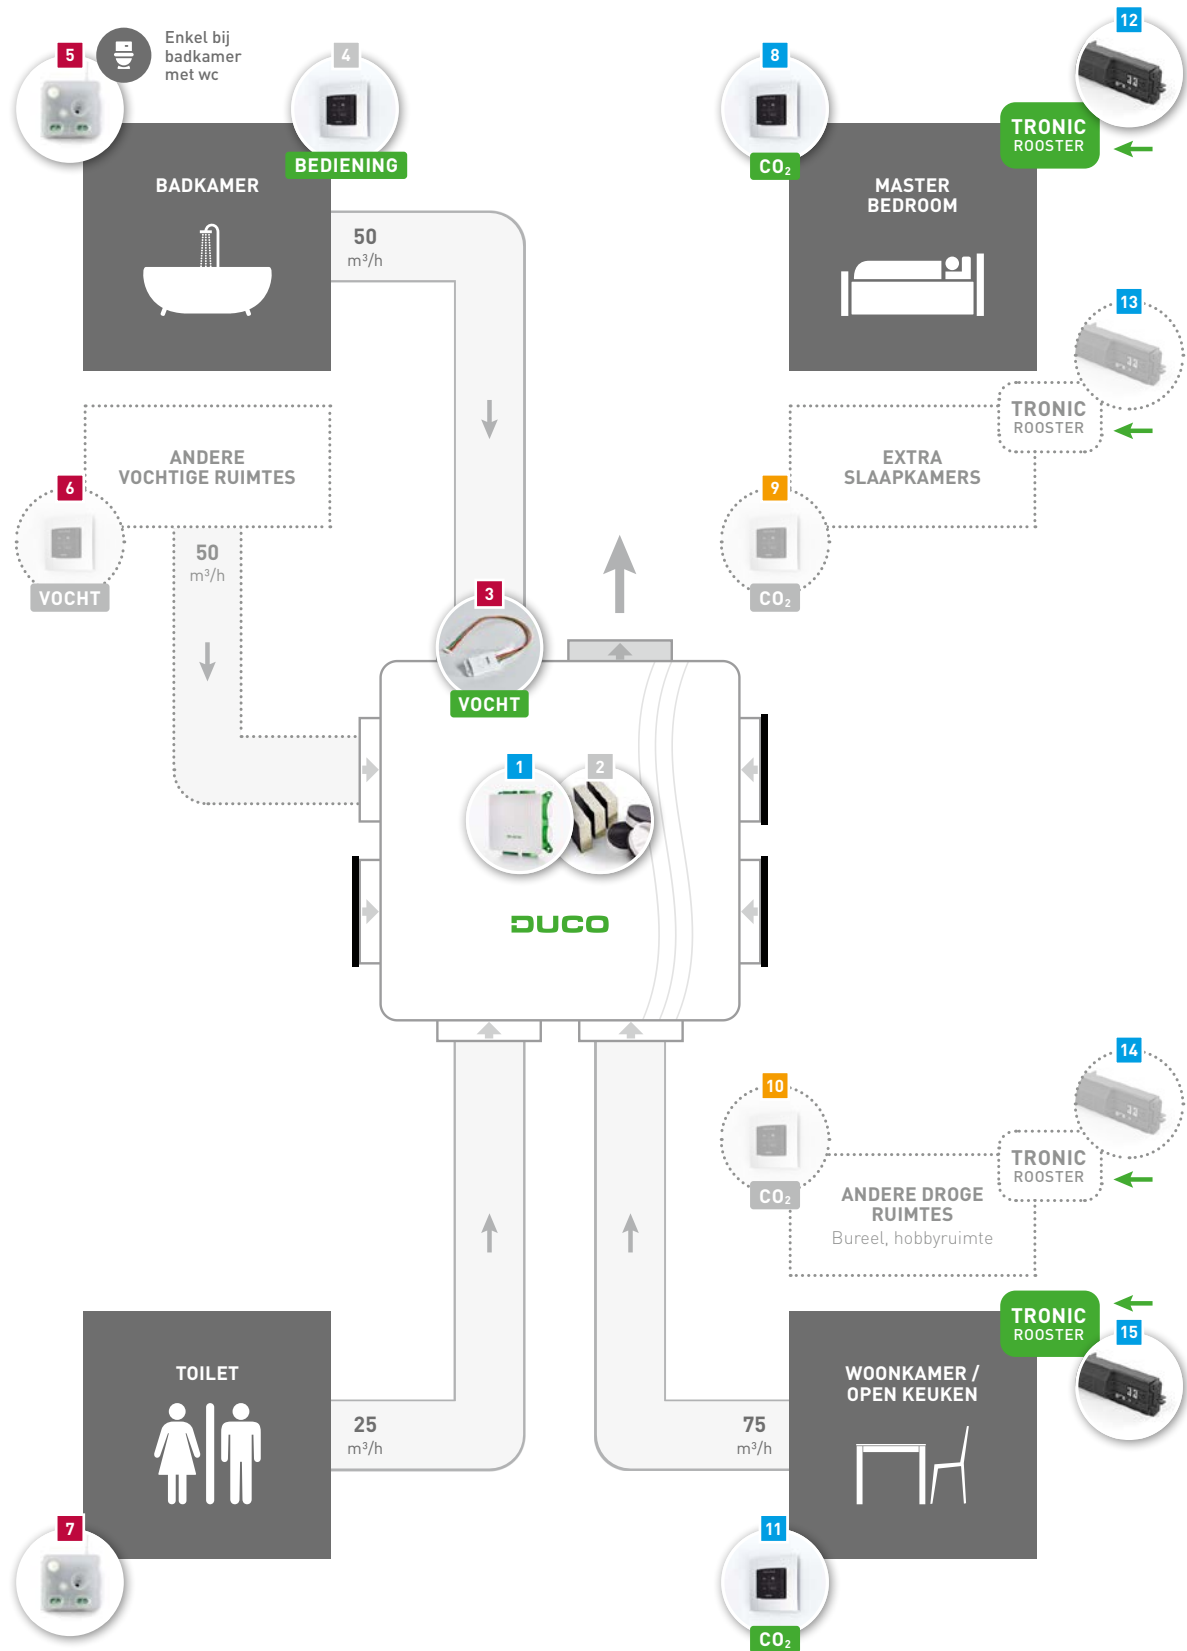 5
Enkel bij
badkamer
met wc
4
BEDIENING
BADKAMER
50
m³/h
8
CO₂
12
TRONIC
ROOSTER
MASTER
BEDROOM
13
TRONIC
ROOSTER
ANDERE
VOCHTIGE RUIMTES
6
VOCHT
50
m³/h
EXTRA
SLAAPKAMERS
9
CO₂
3
VOCHT
1
2
DUCO
10
CO₂
14
TRONIC
ROOSTER
ANDERE DROGE
RUIMTES
Bureel, hobbyruimte
TRONIC
ROOSTER
15
TOILET
25
m³/h
7
75
m³/h
WOONKAMER /
OPEN KEUKEN
11
CO₂